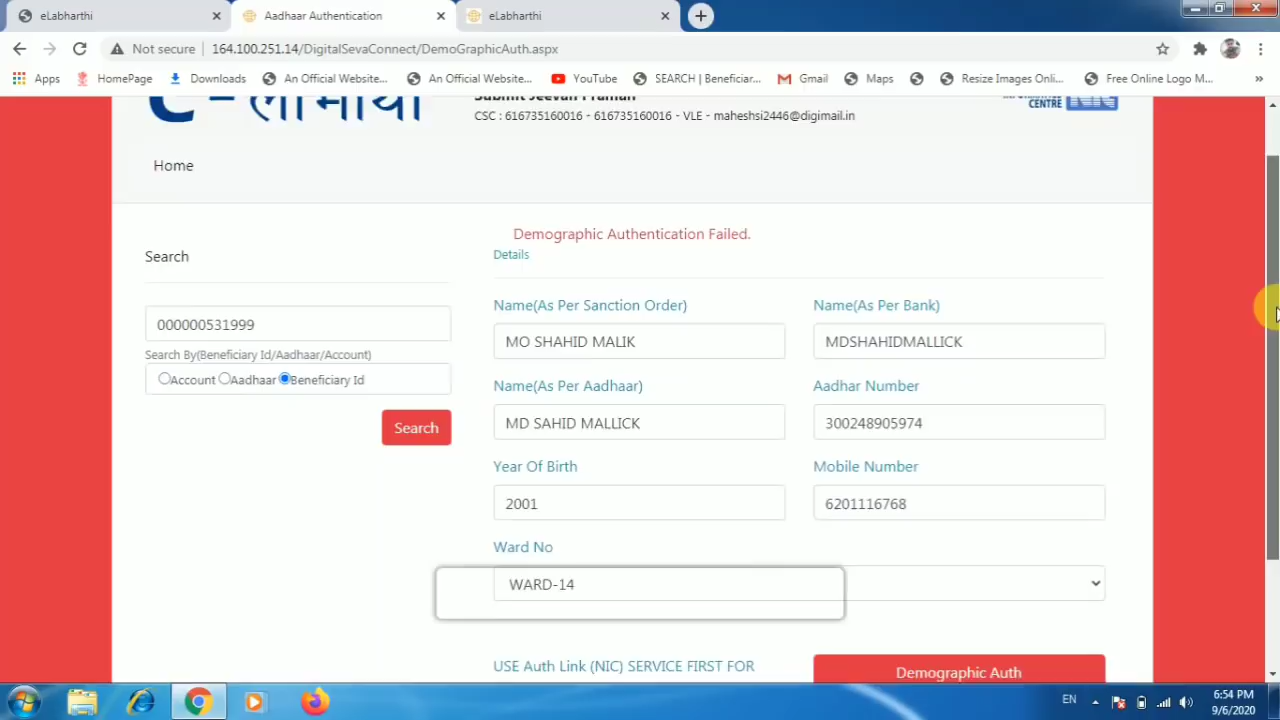 eLabharthi
Aadhaar Authentication
eLabharthi
Not secure 164.100.251.14/DigitalSevaConnect/DemoGraphicAuth.aspx
Apps HomePage Downloads An Official Website... An Official Website... YouTube SEARCH | Beneficiar... Gmail Maps Resize Images Onli... Free Online Logo M... »
e - लाभार्थी
Submit Jeevan Praman
CENTRE NIC
CSC : 616735160016 - 616735160016 - VLE - maheshsi2446@digimail.in
Home
Demographic Authentication Failed.
Search
Details
000000531999
Search By(Beneficiary Id/Aadhaar/Account)
Account Aadhaar Beneficiary Id
Search
Name(As Per Sanction Order) Name(As Per Bank)
MO SHAHID MALIK MDSHAHIDMALLICK
Name(As Per Aadhaar) Aadhar Number
MD SAHID MALLICK 300248905974
Year Of Birth Mobile Number
2001 6201116768
Ward No
WARD-14
USE Auth Link (NIC) SERVICE FIRST FOR
Demographic Auth
EN
6:54 PM
9/6/2020